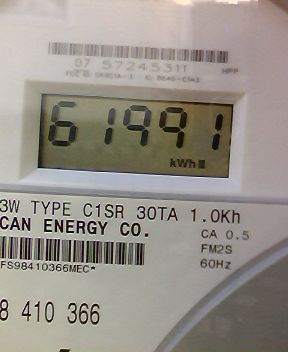 07 57245311
61991
kWh
3W TYPE C1SR 30TA 1.0Kh
CAN ENERGY CO.
CA 0.5
FM2S
60Hz
FS98410366MEC*
8 410 366